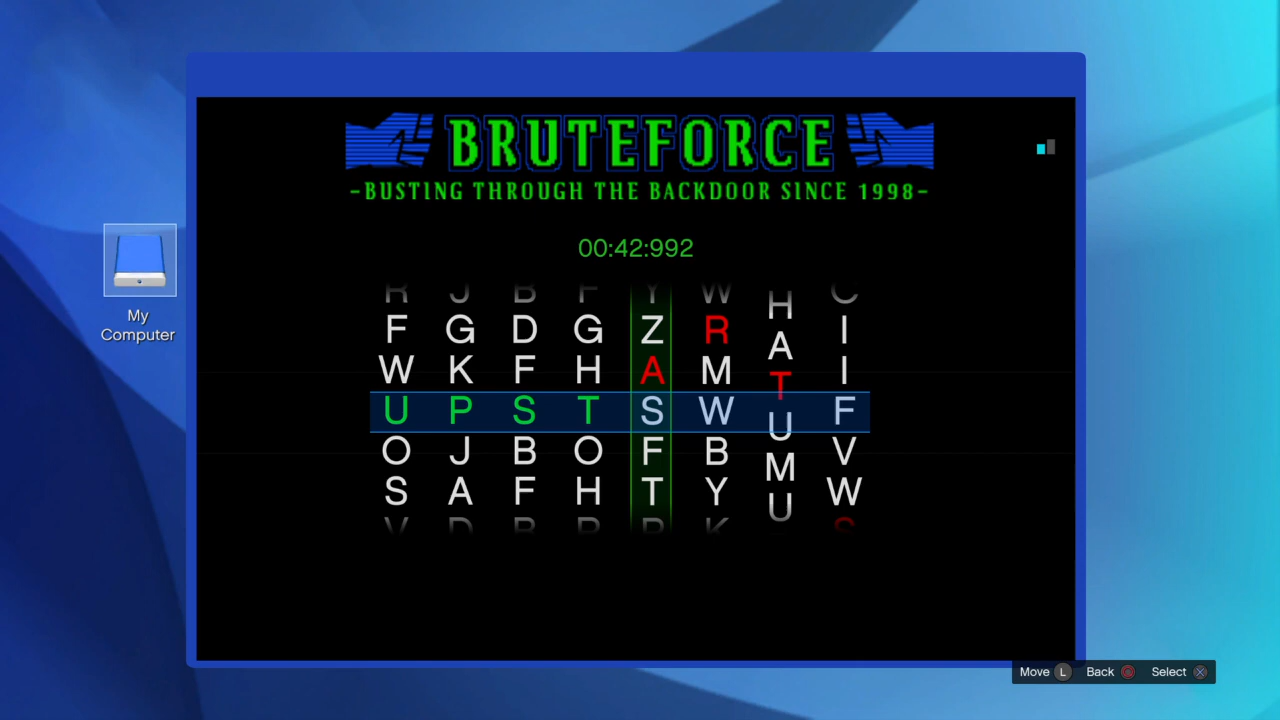 BRUTEFORCE
-BUSTING THROUGH THE BACKDOOR SINCE 1998-
00:42:992
R J B F Y W H C
F G D G Z R A I
W K F H A M T I
U P S T S W U F
O J B O F B M V
S A F H T Y U W
My
Computer
Move L Back Select